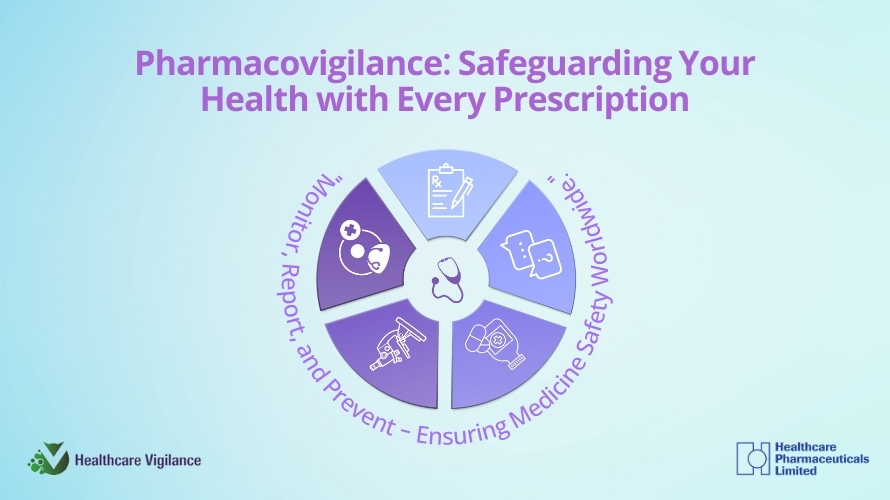 Pharmacovigilance: Safeguarding Your
Health with Every Prescription
"Monitor, Report, and Prevent – Ensuring Medicine Safety Worldwide."
Rx
?
Healthcare Vigilance
Healthcare
Pharmaceuticals
Limited